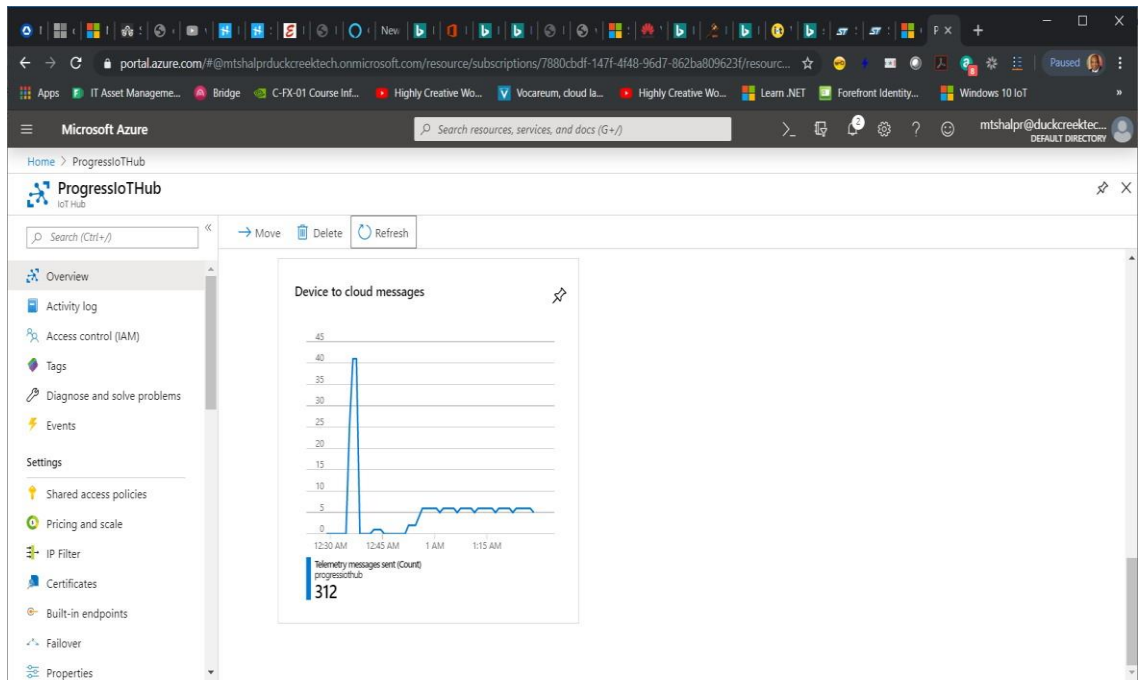 New
P X +
portal.azure.com/#@mtshalprduckcreektech.onmicrosoft.com/resource/subscriptions/7880cbdf-147f-4f48-96d7-862ba809623f/resourc...
Paused
Apps IT Asset Manageme... Bridge C-FX-01 Course Inf... Highly Creative Wo... Vocareum, cloud la... Highly Creative Wo... Learn .NET Forefront Identity... Windows 10 IoT »
Microsoft Azure
Search resources, services, and docs (G+/)
2
mtshalpr@duckcreektec...
DEFAULT DIRECTORY
Home > ProgressIoTHub
ProgressIoTHub
IoT Hub
Search (Ctrl+/)
«
Move Delete Refresh
Overview
Activity log
Access control (IAM)
Tags
Diagnose and solve problems
Events
Settings
Shared access policies
Pricing and scale
IP Filter
Certificates
Built-in endpoints
Failover
Properties
Device to cloud messages
45
40
35
30
25
20
15
10
5
0
12:30 AM 12:45 AM 1 AM 1:15 AM
Telemetry messages sent (Count)
progressiothub
312